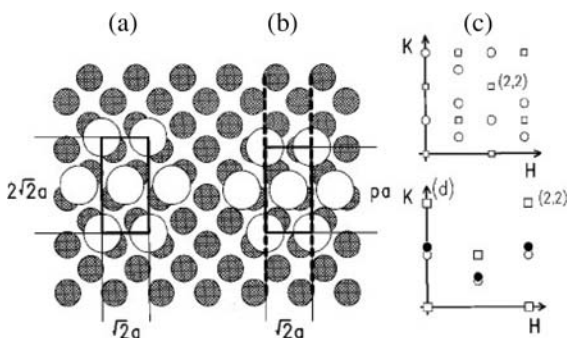 (a)
(b)
(c)
K
(2,2)
H
2√2a
pa
K
(d)
(2,2)
H
√2a
√2a